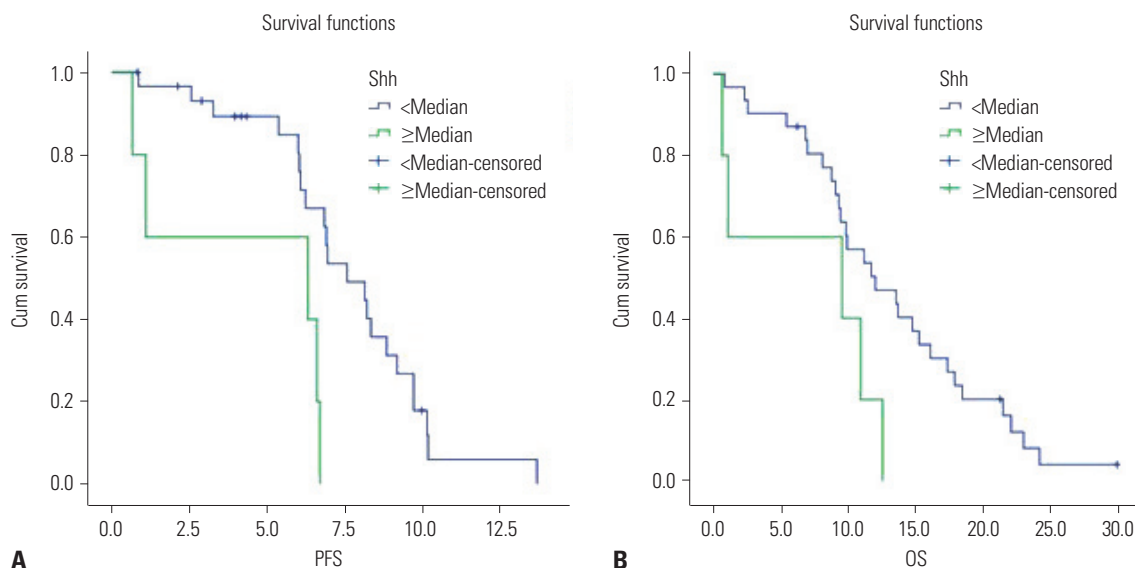 Survival functions
1.0
0.8
0.6
0.4
0.2
0.0
Cum survival
Shh
<Median
≥Median
<Median-censored
≥Median-censored
0.0 2.5 5.0 7.5 10.0 12.5
PFS
A
Survival functions
1.0
0.8
0.6
0.4
0.2
0.0
Cum survival
Shh
<Median
≥Median
<Median-censored
≥Median-censored
0.0 5.0 10.0 15.0 20.0 25.0 30.0
OS
B